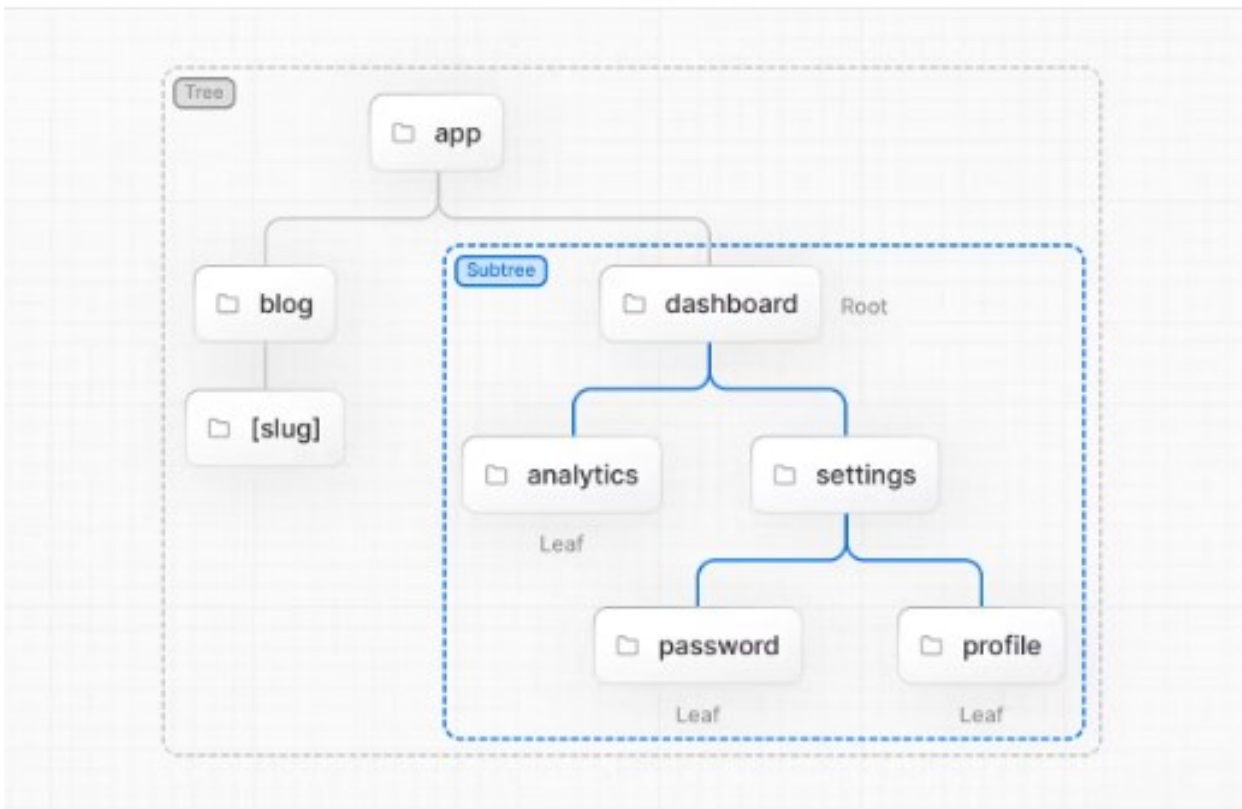 Tree
app
Subtree
blog
dashboard
Root
[slug]
analytics
settings
Leaf
password
profile
Leaf
Leaf